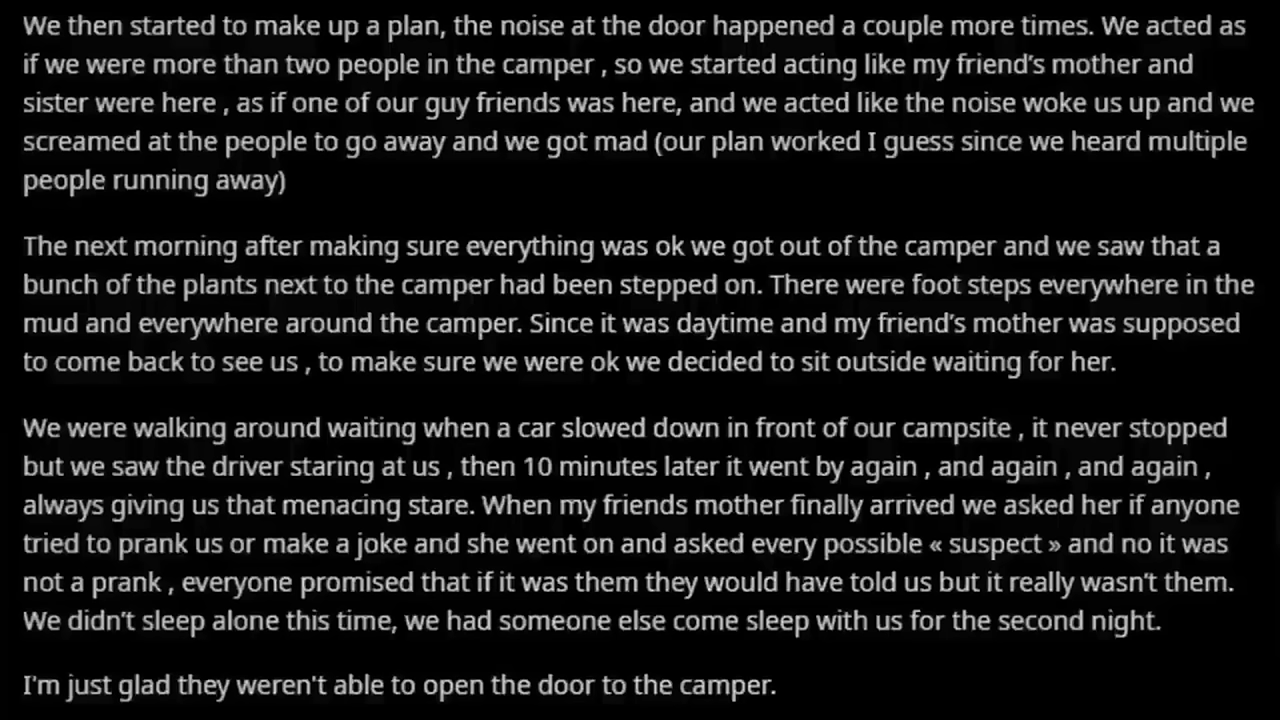 We then started to make up a plan, the noise at the door happened a couple more times. We acted as
if we were more than two people in the camper , so we started acting like my friend's mother and
sister were here , as if one of our guy friends was here, and we acted like the noise woke us up and we
screamed at the people to go away and we got mad (our plan worked I guess since we heard multiple
people running away)
The next morning after making sure everything was ok we got out of the camper and we saw that a
bunch of the plants next to the camper had been stepped on. There were foot steps everywhere in the
mud and everywhere around the camper. Since it was daytime and my friend's mother was supposed
to come back to see us , to make sure we were ok we decided to sit outside waiting for her.
We were walking around waiting when a car slowed down in front of our campsite , it never stopped
but we saw the driver staring at us , then 10 minutes later it went by again , and again , and again ,
always giving us that menacing stare. When my friends mother finally arrived we asked her if anyone
tried to prank us or make a joke and she went on and asked every possible « suspect » and no it was
not a prank , everyone promised that if it was them they would have told us but it really wasn't them.
We didn't sleep alone this time, we had someone else come sleep with us for the second night.
I'm just glad they weren't able to open the door to the camper.